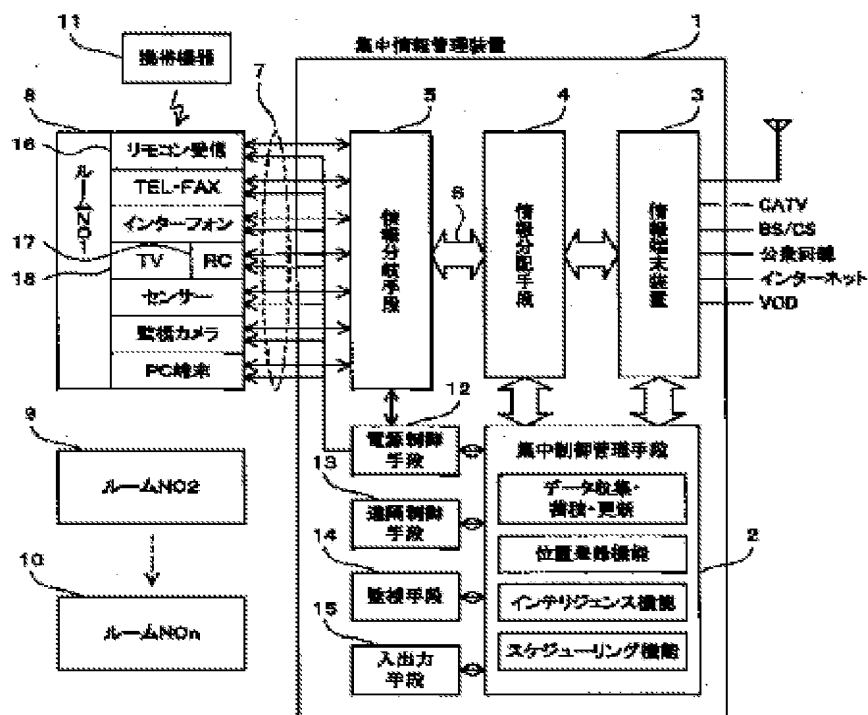 11
携帯機器
集中情報管理装置
1
8
7
5
4
3
16
リモコン受信
TEL-FAX
インターフォン
17
TV
RC
18
センサー
監視カメラ
PC端末
ルームNO1
情報分岐手段
6
情報分配手段
情報端末装置
CATV
BS/CS
公衆回線
インターネット
VOD
12
電源制御
手段
9
ルームNO2
13
遠隔制御
手段
14
10
監視手段
ルームNOn
15
入出力
手段
集中制御管理手段
データ収集・
蓄積・更新
2
位置登録機能
インテリジェンス機能
スケジューリング機能